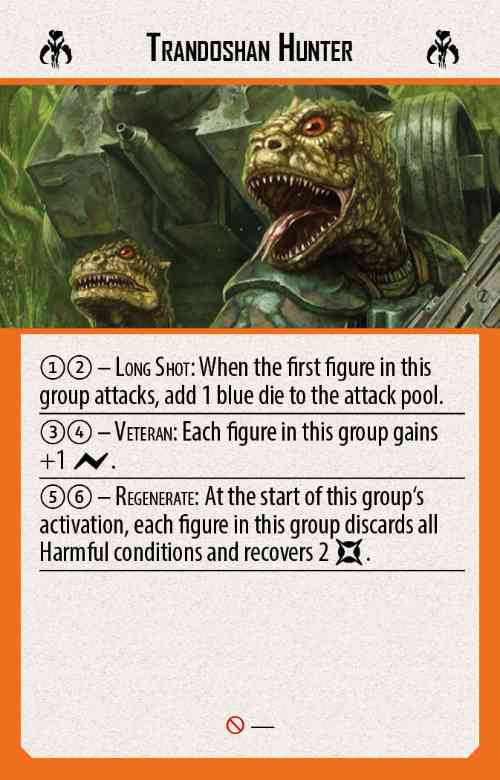 Trandoshan Hunter
①② – Long Shot: When the first figure in this
group attacks, add 1 blue die to the attack pool.
③④ – Veteran: Each figure in this group gains
+1 .
⑤⑥ – Regenerate: At the start of this group‘s
activation, each figure in this group discards all
Harmful conditions and recovers 2 .
—